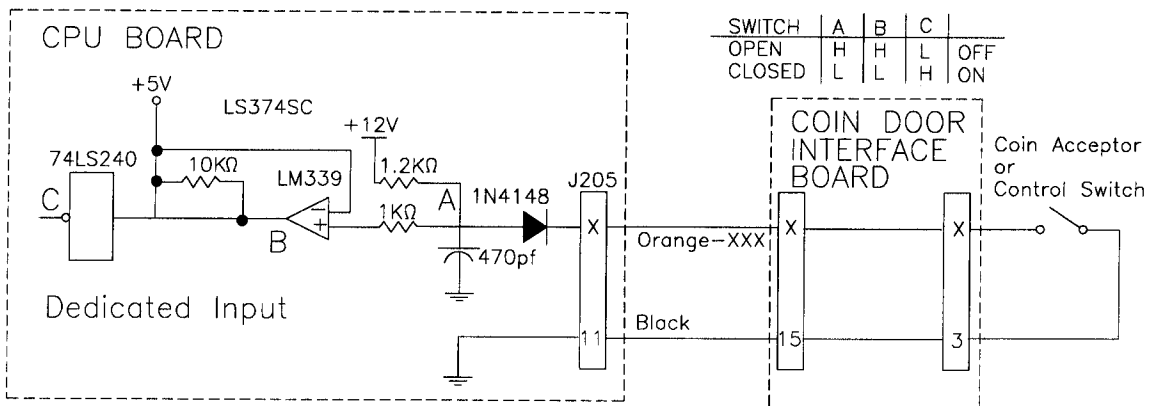 CPU BOARD
+5V
LS374SC
+12V
74LS240
10KΩ
LM339
1.2KΩ
A
1N4148
J205
C
B
1KΩ
470pf
X
Orange-XXX
Dedicated Input
11
Black
SWITCH A B C
OPEN H H L OFF
CLOSED L L H ON
COIN DOOR
INTERFACE
BOARD
Coin Acceptor
or
Control Switch
X
X
15
3